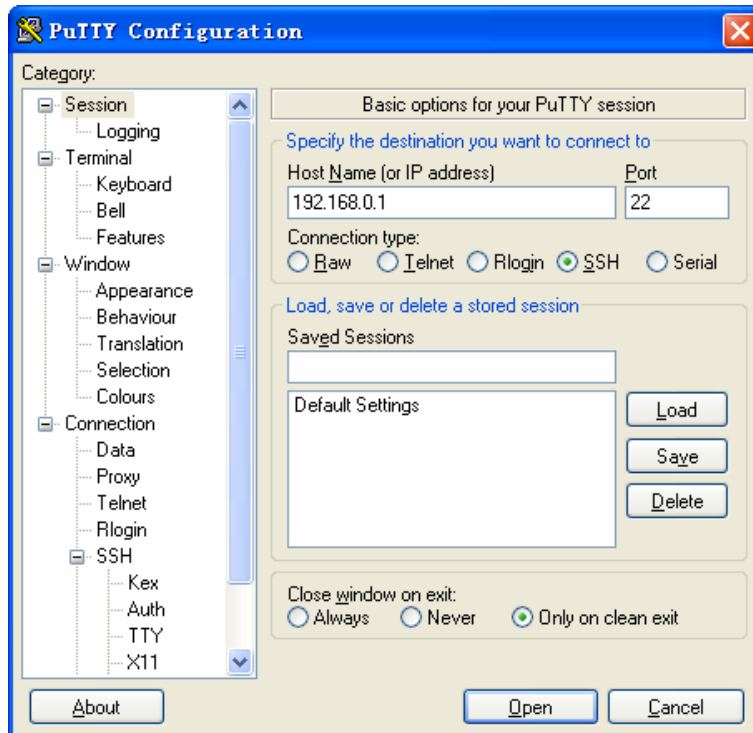 PuTTY Configuration
Category:
Session
Logging
Terminal
Keyboard
Bell
Features
Window
Appearance
Behaviour
Translation
Selection
Colours
Connection
Data
Proxy
Telnet
Rlogin
SSH
Kex
Auth
TTY
X11
Basic options for your PuTTY session
Specify the destination you want to connect to
Host Name (or IP address) Port
192.168.0.1 22
Connection type:
Raw Telnet Rlogin SSH Serial
Load, save or delete a stored session
Saved Sessions
Default Settings
Load
Save
Delete
Close window on exit:
Always Never Only on clean exit
About Open Cancel